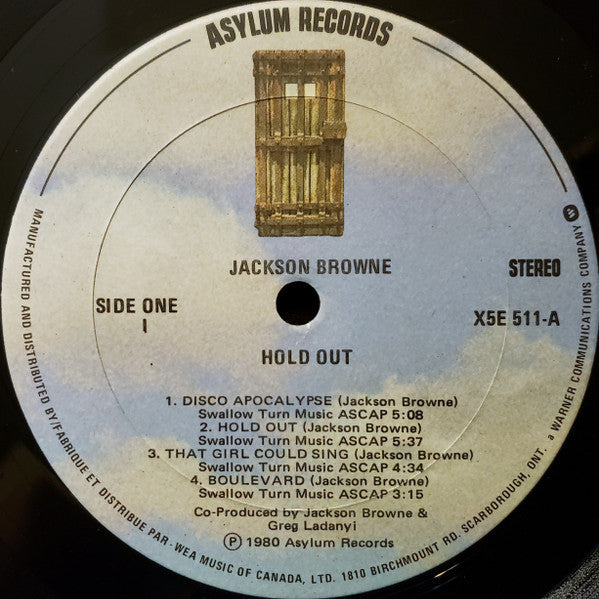 ASYLUM RECORDS
JACKSON BROWNE
STEREO
SIDE ONE
I
X5E 511-A
HOLD OUT
1. DISCO APOCALYPSE (Jackson Browne)
Swallow Turn Music ASCAP 5:08
2. HOLD OUT (Jackson Browne)
Swallow Turn Music ASCAP 5:37
3. THAT GIRL COULD SING (Jackson Browne)
Swallow Turn Music ASCAP 4:34
4. BOULEVARD (Jackson Browne)
Swallow Turn Music ASCAP 3:15
Co-Produced by Jackson Browne &
Greg Ladanyi
Ⓟ 1980 Asylum Records
MANUFACTURED AND DISTRIBUTED BY/FABRIQUE ET DISTRIBUE PAR-WEA MUSIC OF CANADA, LTD. 1810 BIRCHMOUNT RD. SCARBOROUGH, ONT. a WARNER COMMUNICATIONS COMPANY